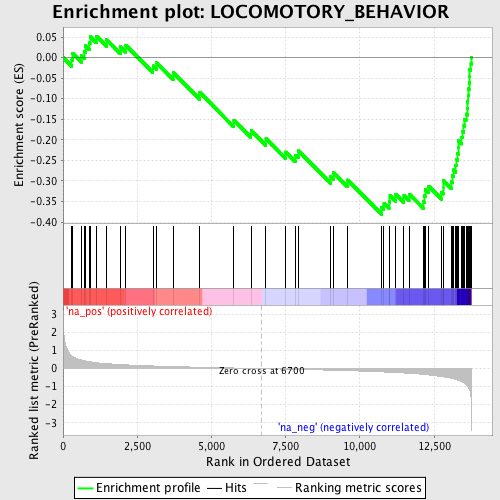 Enrichment plot: LOCOMOTORY_BEHAVIOR
Enrichment score (ES)
0.05
0.00
-0.05
-0.10
-0.15
-0.20
-0.25
-0.30
-0.35
-0.40
'na_pos' (positively correlated)
Ranked list metric (PreRanked)
3
2
1
0
-1
-2
-3
Zero cross at 6700
'na_neg' (negatively correlated)
0
2,500
5,000
7,500
10,000
12,500
Rank in Ordered Dataset
Enrichment profile
Hits
Ranking metric scores